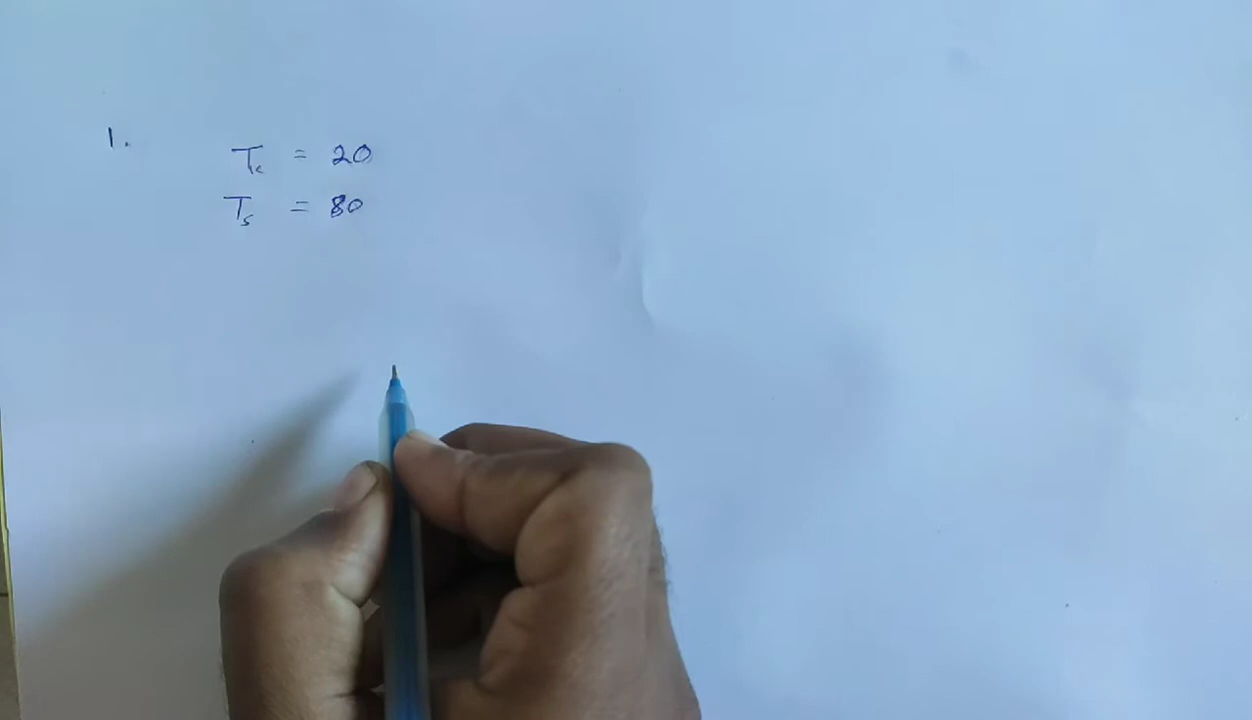 1. Tc = 20
Ts = 80